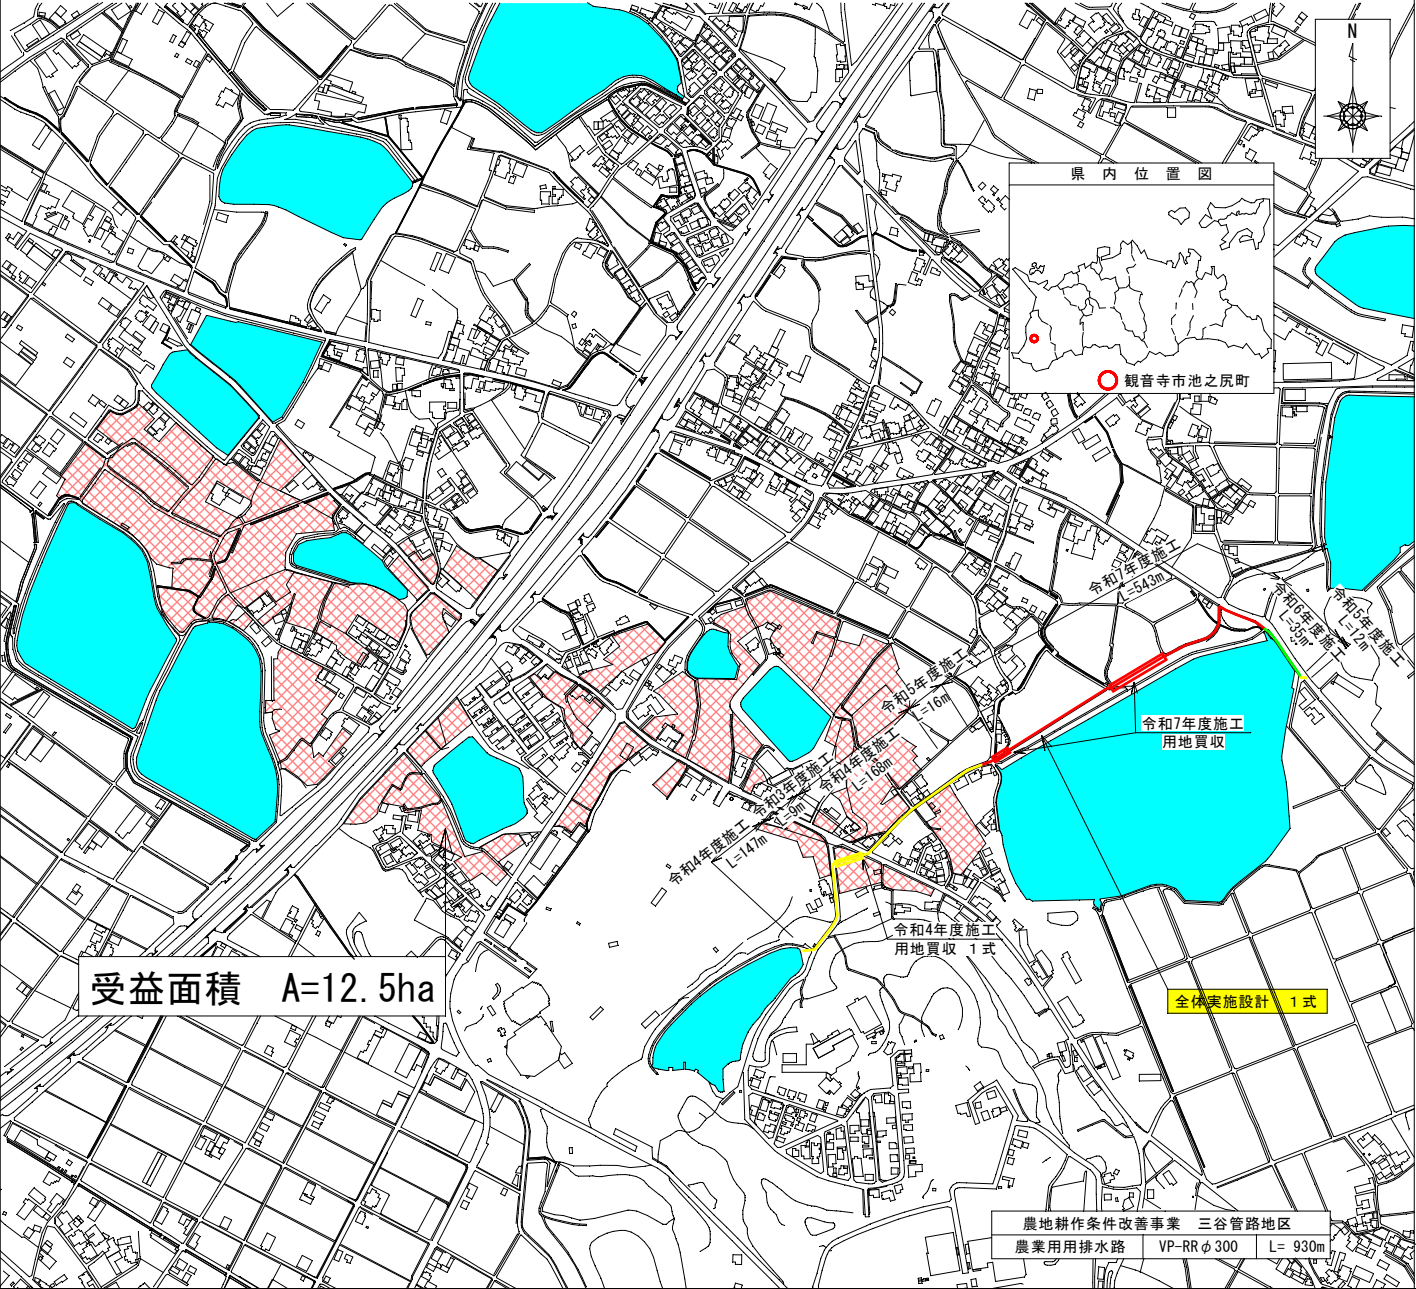 N
県内位置図
観音寺市池之尻町
令和7年度施工
L=543m
令和5年度施工
L=12m
令和6年度施工
L=35m
令和5年度施工
L=16m
令和7年度施工
用地買収
令和4年度施工
L=168m
令和3年度施工
L=9m
令和4年度施工
L=147m
令和4年度施工
用地買収 1式
受益面積 A=12.5ha
全体実施設計 1式
農地耕作条件改善事業 三谷管路地区
農業用用排水路 VP-RRφ300 L= 930m